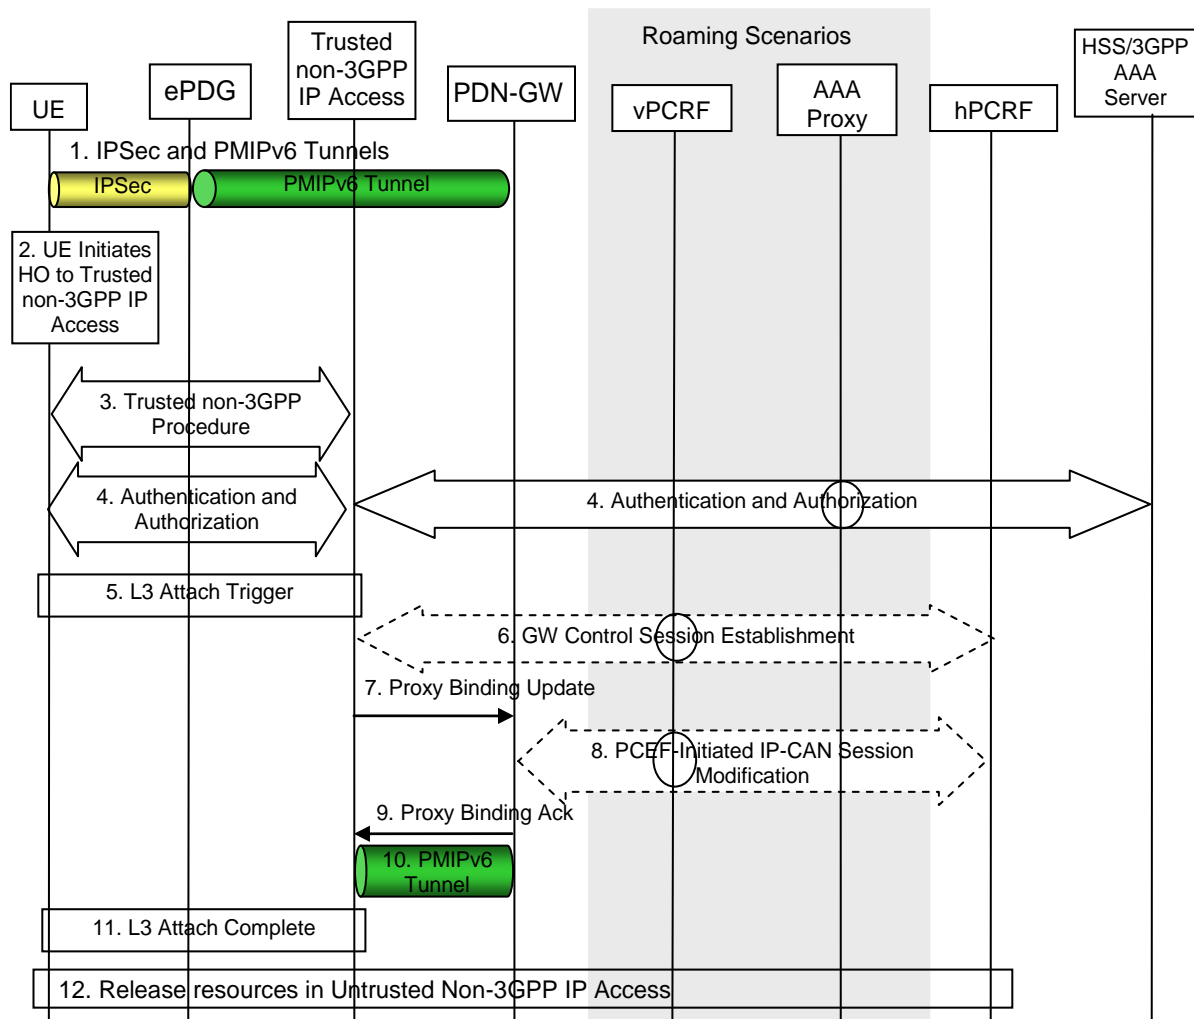 Roaming Scenarios
UE
ePDG
Trusted
non-3GPP
IP Access
PDN-GW
vPCRF
AAA
Proxy
hPCRF
HSS/3GPP
AAA
Server
1. IPSec and PMIPv6 Tunnels
IPSec
PMIPv6 Tunnel
2. UE Initiates
HO to Trusted
non-3GPP IP
Access
3. Trusted non-3GPP
Procedure
4. Authentication and
Authorization
4. Authentication and Authorization
5. L3 Attach Trigger
6. GW Control Session Establishment
7. Proxy Binding Update
8. PCEF-Initiated IP-CAN Session
Modification
9. Proxy Binding Ack
10. PMIPv6
Tunnel
11. L3 Attach Complete
12. Release resources in Untrusted Non-3GPP IP Access